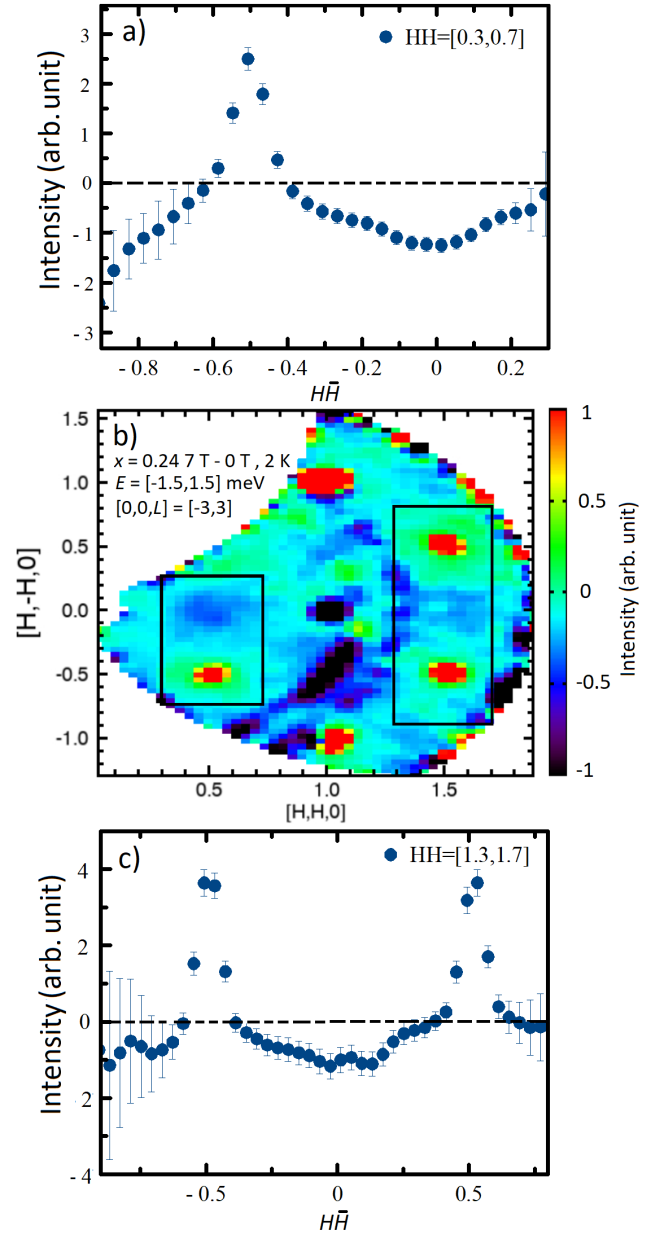 a)
HH=[0.3,0.7]
Intensity (arb. unit)
3
2
1
0
- 1
- 2
- 3
- 0.8
- 0.6
- 0.4
- 0.2
0
0.2
HH̄
b)
x = 0.24 7 T - 0 T , 2 K
E = [-1.5,1.5] meV
[0,0,L] = [-3,3]
[H,-H,0]
1.5
1.0
0.5
0.0
-0.5
-1.0
0.5
1.0
1.5
[H,H,0]
1
0.5
0
-0.5
-1
Intensity (arb. unit)
c)
HH=[1.3,1.7]
Intensity (arb. unit)
4
2
0
- 2
- 4
- 0.5
0
0.5
HH̄